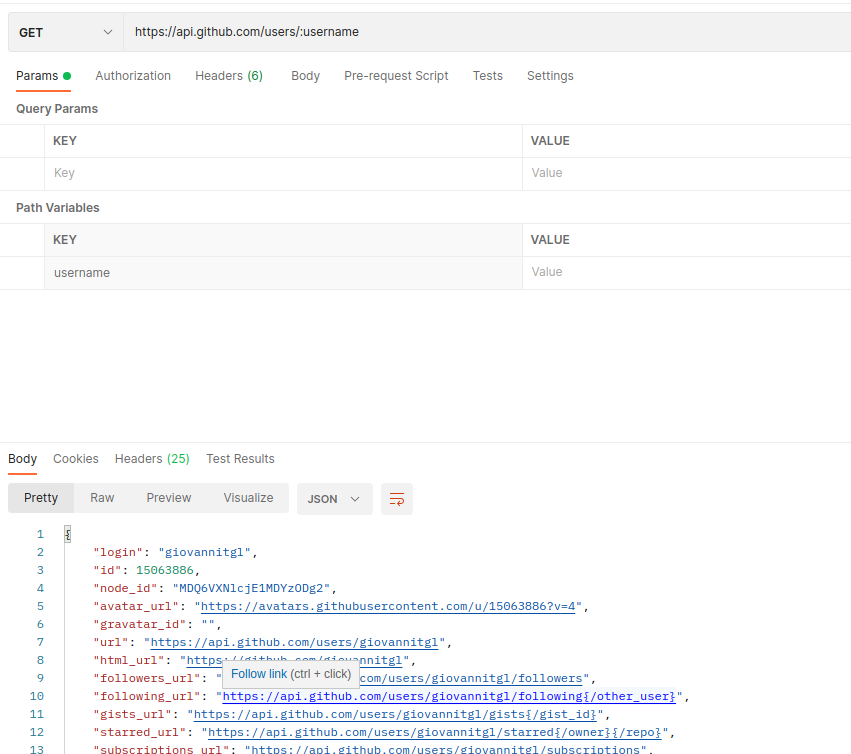 GET https://api.github.com/users/:username
Params Authorization Headers (6) Body Pre-request Script Tests Settings
Query Params
KEY VALUE
Key Value
Path Variables
KEY VALUE
username Value
Body Cookies Headers (25) Test Results
Pretty Raw Preview Visualize JSON
1 {
2 "login": "giovannitgl",
3 "id": 15063886,
4 "node_id": "MDQ6VXNlcjE1MDYzODg2",
5 "avatar_url": "https://avatars.githubusercontent.com/u/15063886?v=4",
6 "gravatar_id": "",
7 "url": "https://api.github.com/users/giovannitgl",
8 "html_url": "https://github.com/giovannitgl",
Follow link (ctrl + click)
9 "followers_url": " com/users/giovannitgl/followers",
10 "following_url": "https://api.github.com/users/giovannitgl/following{/other_user}",
11 "gists_url": "https://api.github.com/users/giovannitgl/gists{/gist_id}",
12 "starred_url": "https://api.github.com/users/giovannitgl/starred{/owner}{/repo}",
13 "subscriptions_url": "https://api.github.com/users/giovannitgl/subscriptions",